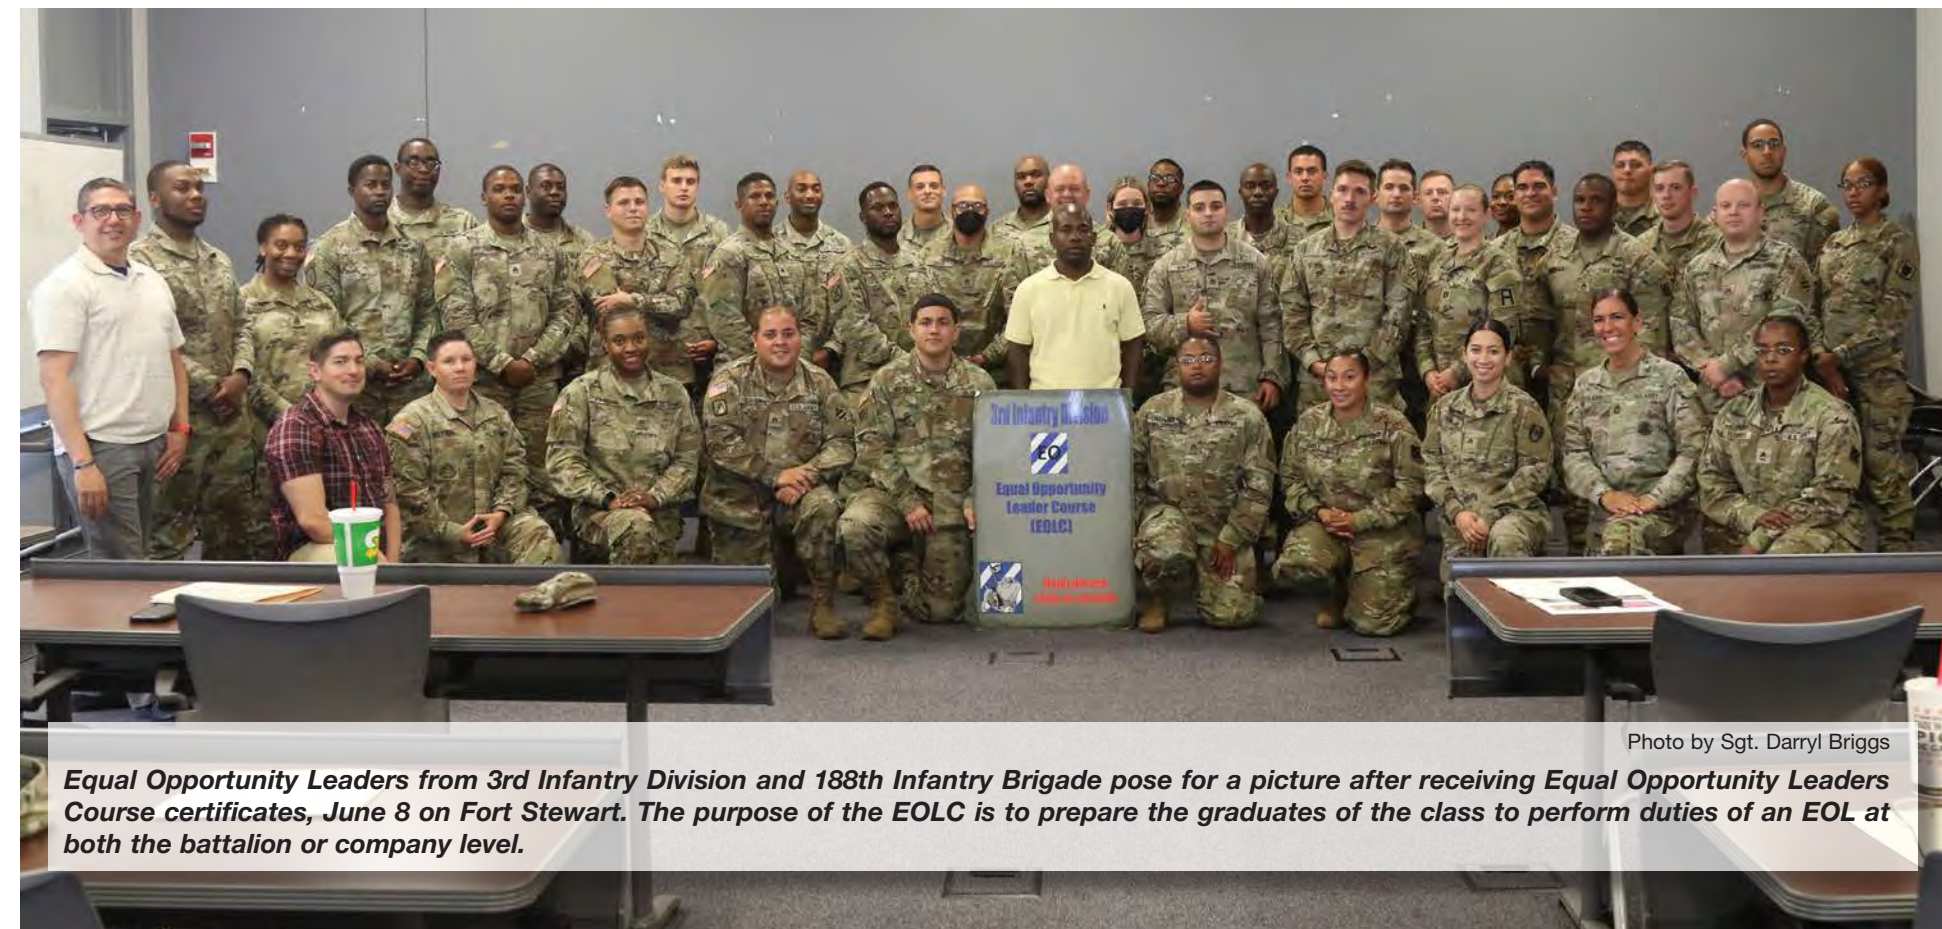 3rd Infantry Division
EO
Equal Opportunity
Leader Course
(EOLC)
Photo by Sgt. Darryl Briggs
Equal Opportunity Leaders from 3rd Infantry Division and 188th Infantry Brigade pose for a picture after receiving Equal Opportunity Leaders
Course certificates, June 8 on Fort Stewart. The purpose of the EOLC is to prepare the graduates of the class to perform duties of an EOL at
both the battalion or company level.